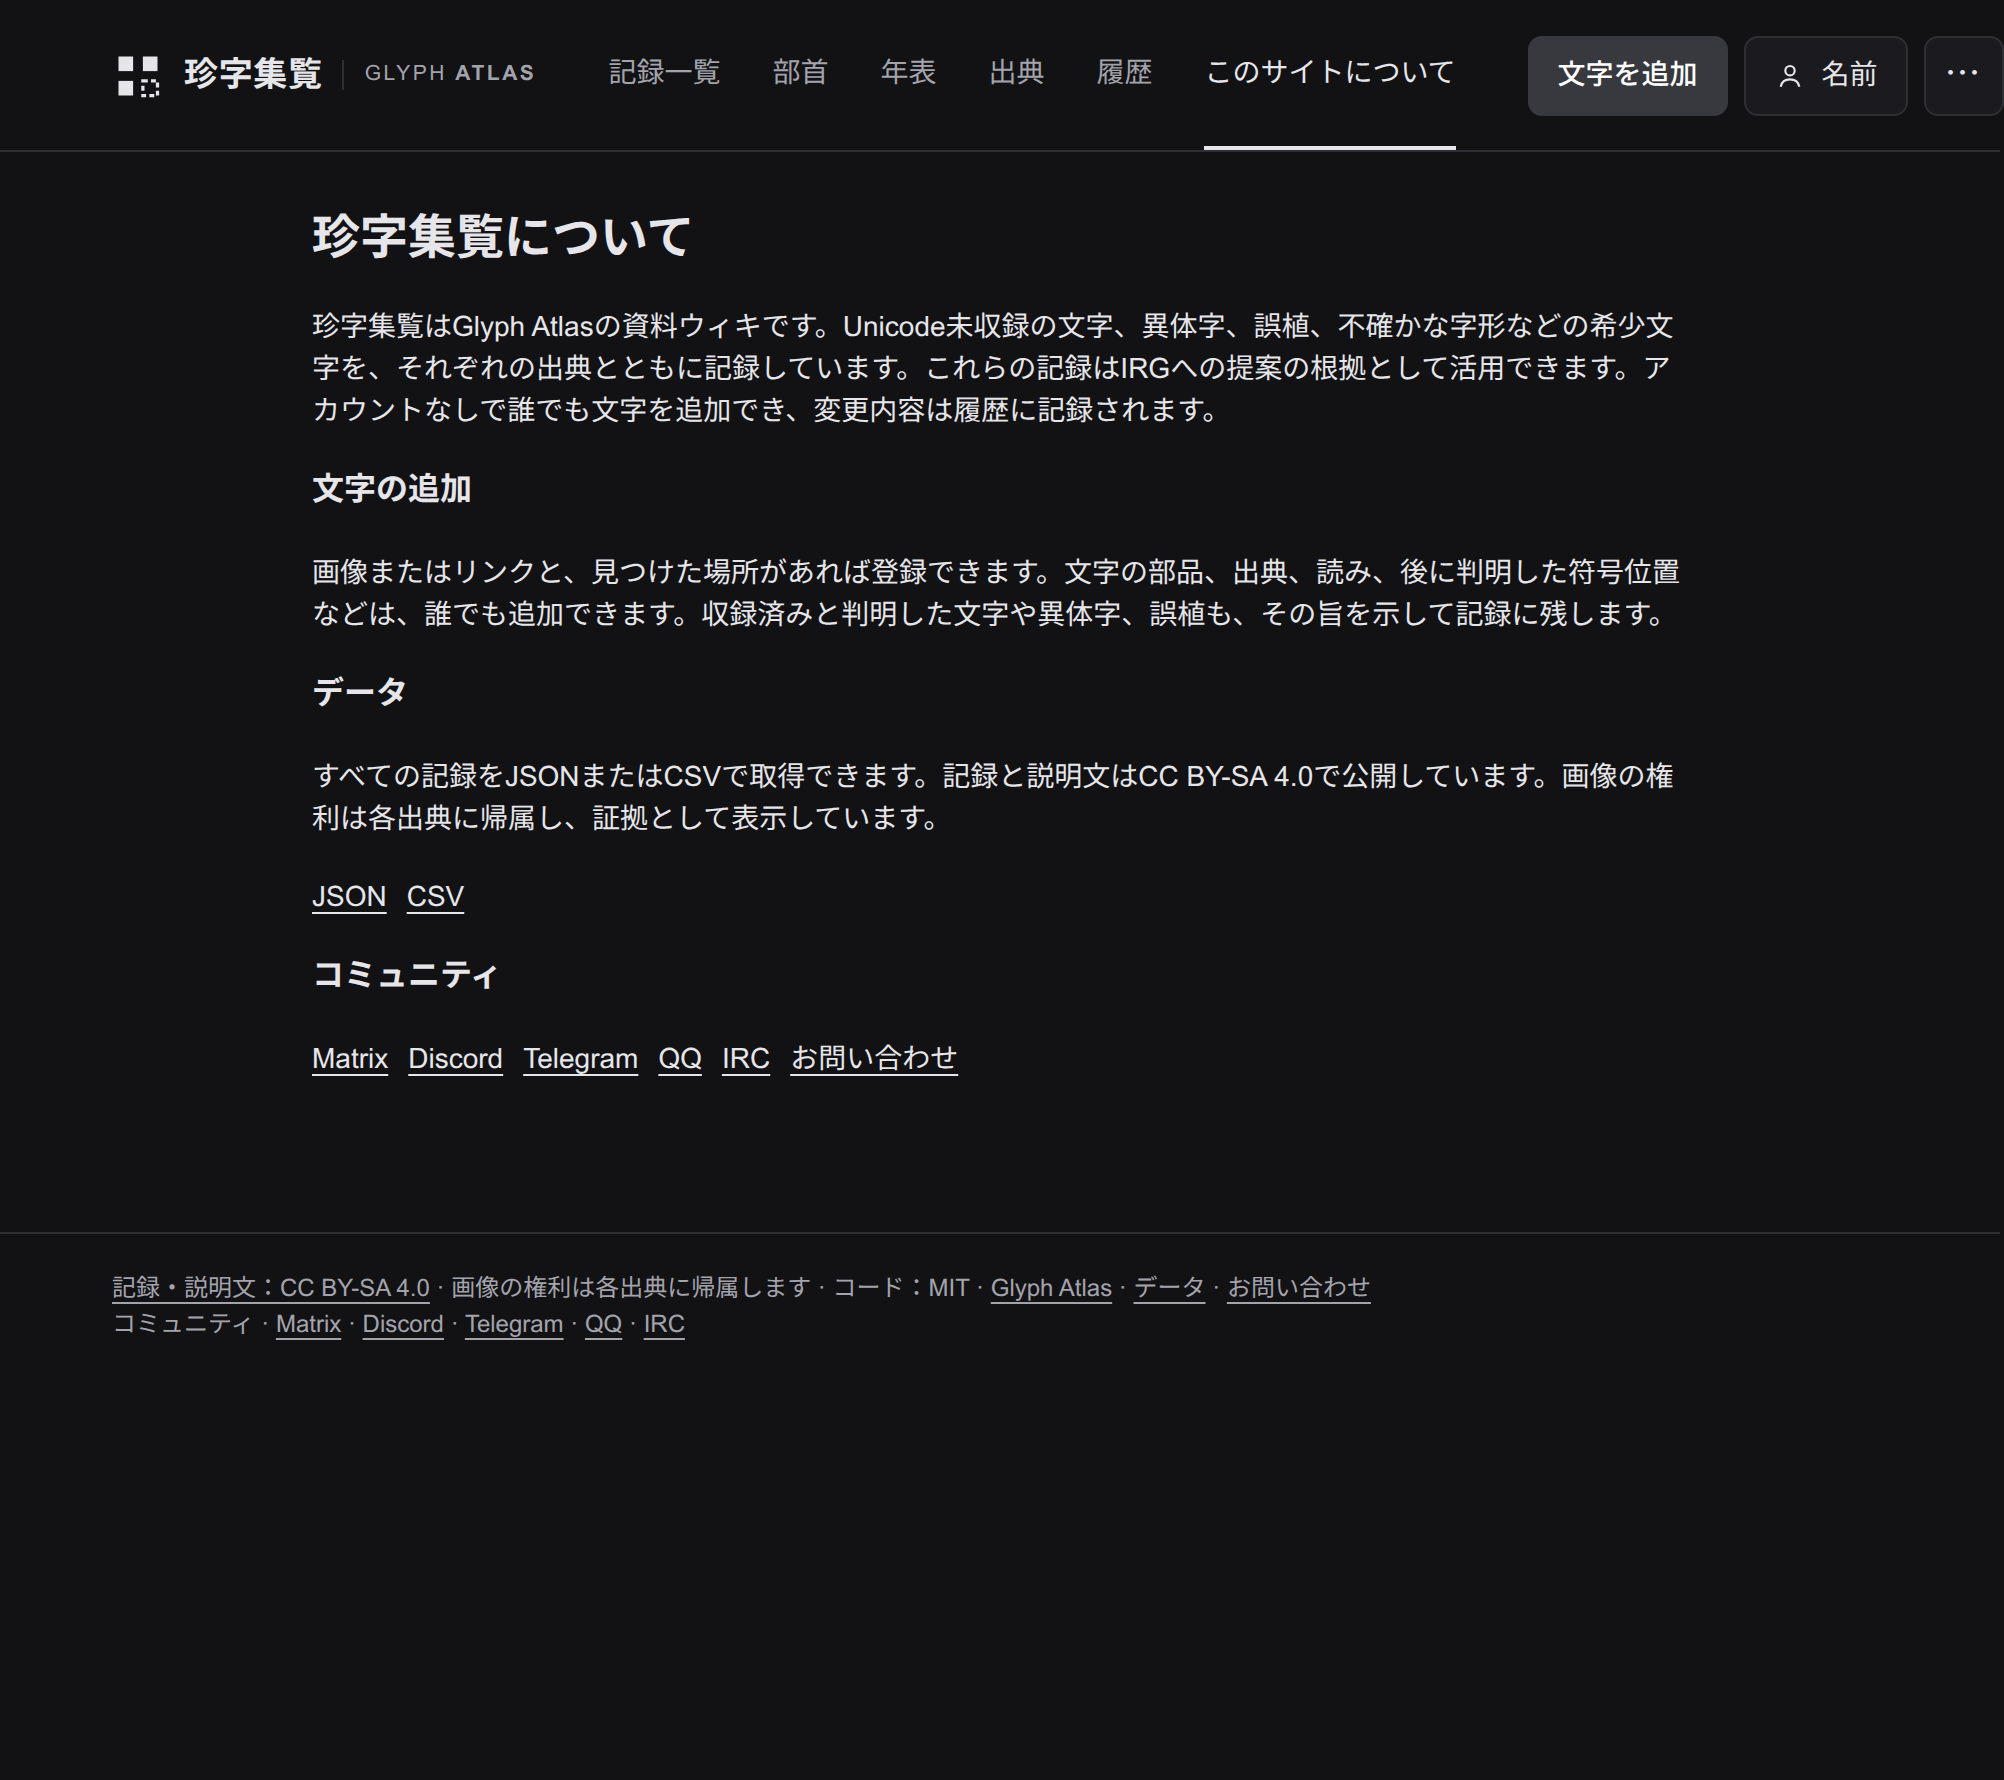 珍字集覧 GLYPH ATLAS 記録一覧 部首 年表 出典 履歴 このサイトについて 文字を追加 名前 ···
珍字集覧について
珍字集覧はGlyph Atlasの資料ウィキです。Unicode未収録の文字、異体字、誤植、不確かな字形などの希少文
字を、それぞれの出典とともに記録しています。これらの記録はIRGへの提案の根拠として活用できます。ア
カウントなしで誰でも文字を追加でき、変更内容は履歴に記録されます。
文字の追加
画像またはリンクと、見つけた場所があれば登録できます。文字の部品、出典、読み、後に判明した符号位置
などは、誰でも追加できます。収録済みと判明した文字や異体字、誤植も、その旨を示して記録に残します。
データ
すべての記録をJSONまたはCSVで取得できます。記録と説明文はCC BY-SA 4.0で公開しています。画像の権
利は各出典に帰属し、証拠として表示しています。
JSON CSV
コミュニティ
Matrix Discord Telegram QQ IRC お問い合わせ
記録・説明文：CC BY-SA 4.0 · 画像の権利は各出典に帰属します · コード：MIT · Glyph Atlas · データ · お問い合わせ
コミュニティ · Matrix · Discord · Telegram · QQ · IRC